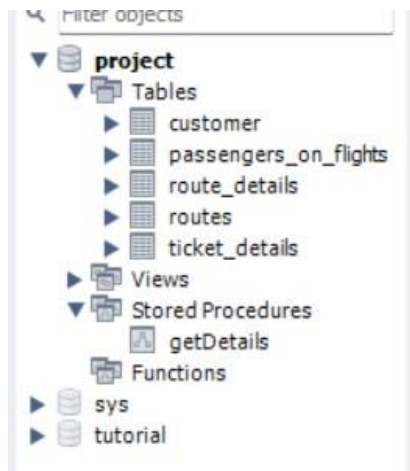 Filter objects
project
Tables
customer
passengers_on_flights
route_details
routes
ticket_details
Views
Stored Procedures
getDetails
Functions
sys
tutorial